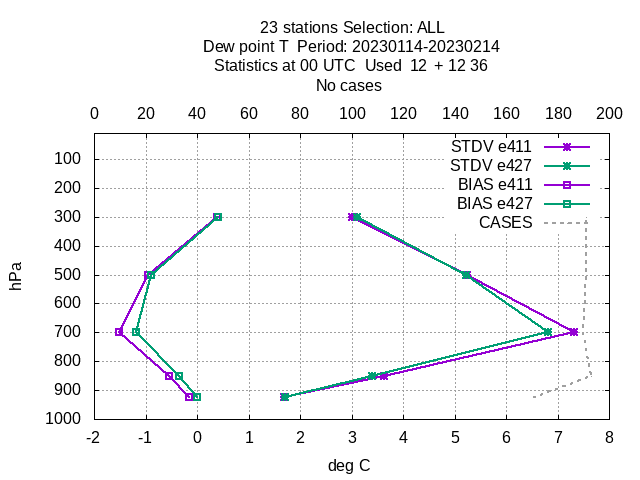 23 stations Selection: ALL
Dew point T  Period: 20230114-20230214
Statistics at 00 UTC  Used  12  + 12 36
No cases
0 20 40 60 80 100 120 140 160 180 200
STDV e411
STDV e427
BIAS e411
BIAS e427
CASES
100
200
300
400
500
600
700
800
900
1000
hPa
-2 -1 0 1 2 3 4 5 6 7 8
deg C